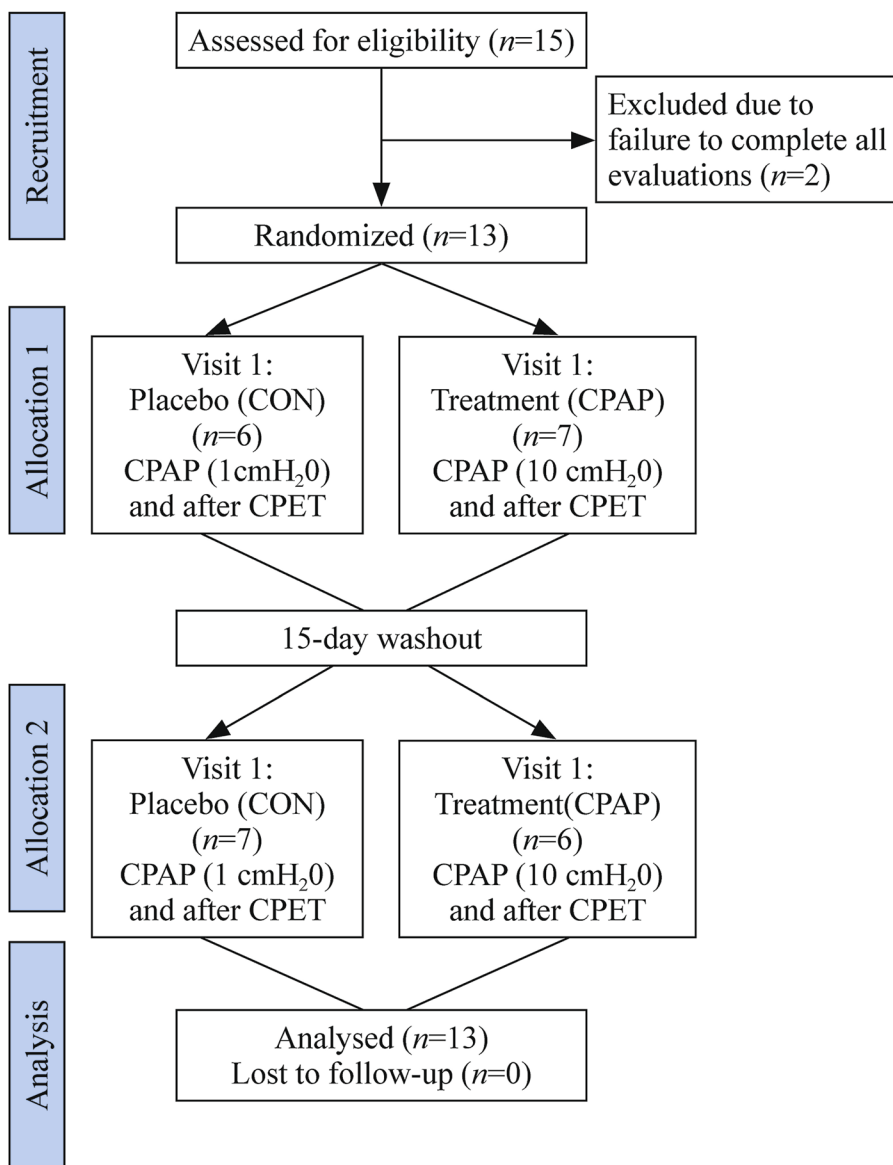 Recruitment
Assessed for eligibility (n=15)
Excluded due to
failure to complete all
evaluations (n=2)
Randomized (n=13)
Allocation 1
Visit 1:
Placebo (CON)
(n=6)
CPAP (1cmH₂0)
and after CPET
Visit 1:
Treatment (CPAP)
(n=7)
CPAP (10 cmH₂0)
and after CPET
15-day washout
Allocation 2
Visit 1:
Placebo (CON)
(n=7)
CPAP (1 cmH₂0)
and after CPET
Visit 1:
Treatment(CPAP)
(n=6)
CPAP (10 cmH₂0)
and after CPET
Analysis
Analysed (n=13)
Lost to follow-up (n=0)